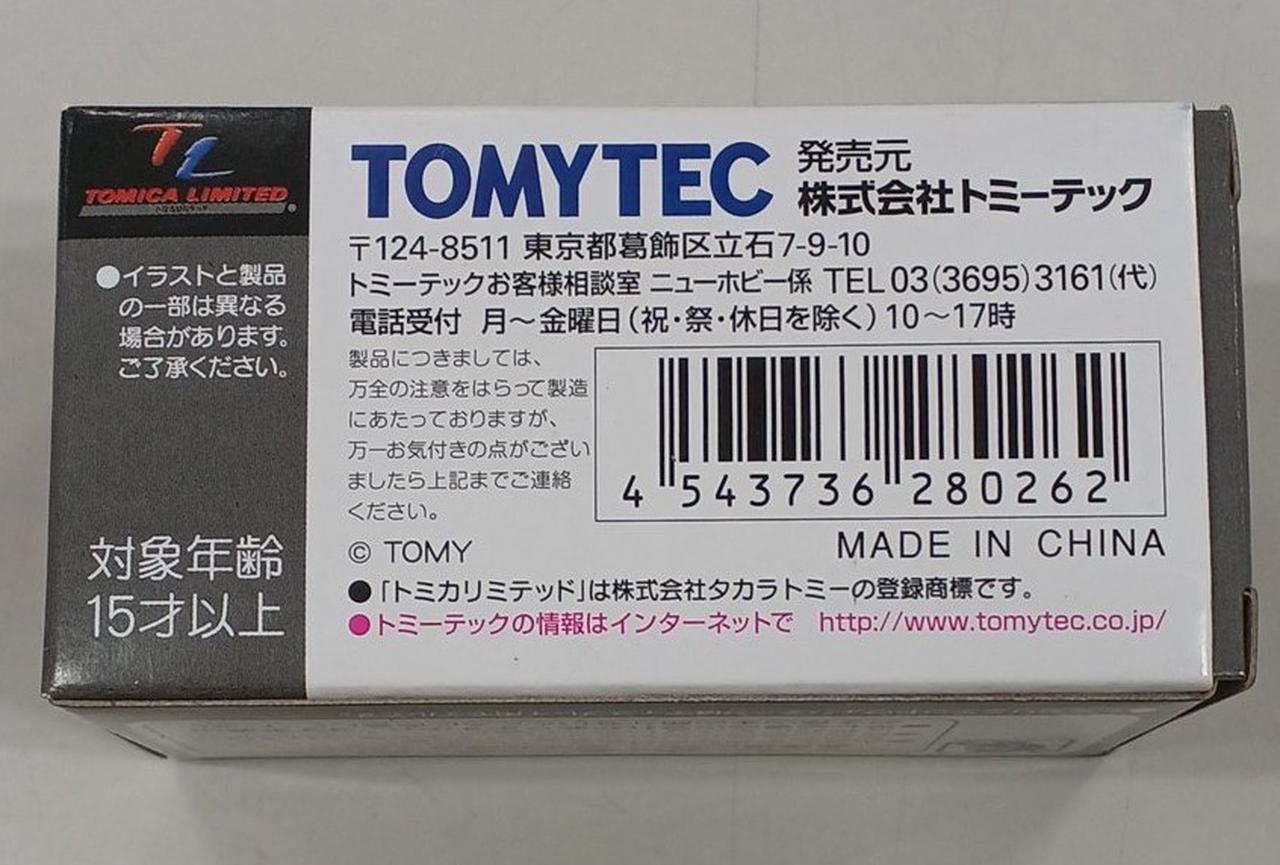 TL
TOMICA LIMITED
●イラストと製品
の一部は異なる
場合があります。
ご了承ください。
対象年齢
15才以上
TOMYTEC
発売元
株式会社トミーテック
〒124-8511 東京都葛飾区立石7-9-10
トミーテックお客様相談室 ニューホビー係 TEL 03(3695)3161(代)
電話受付 月～金曜日(祝・祭・休日を除く)10～17時
製品につきましては、
万全の注意をはらって製造
にあたっておりますが、
万一お気付きの点がござい
ましたら上記までご連絡
ください。
4 543736 280262
© TOMY
MADE IN CHINA
●「トミカリミテッド」は株式会社タカラトミーの登録商標です。
●トミーテックの情報はインターネットで http://www.tomytec.co.jp/